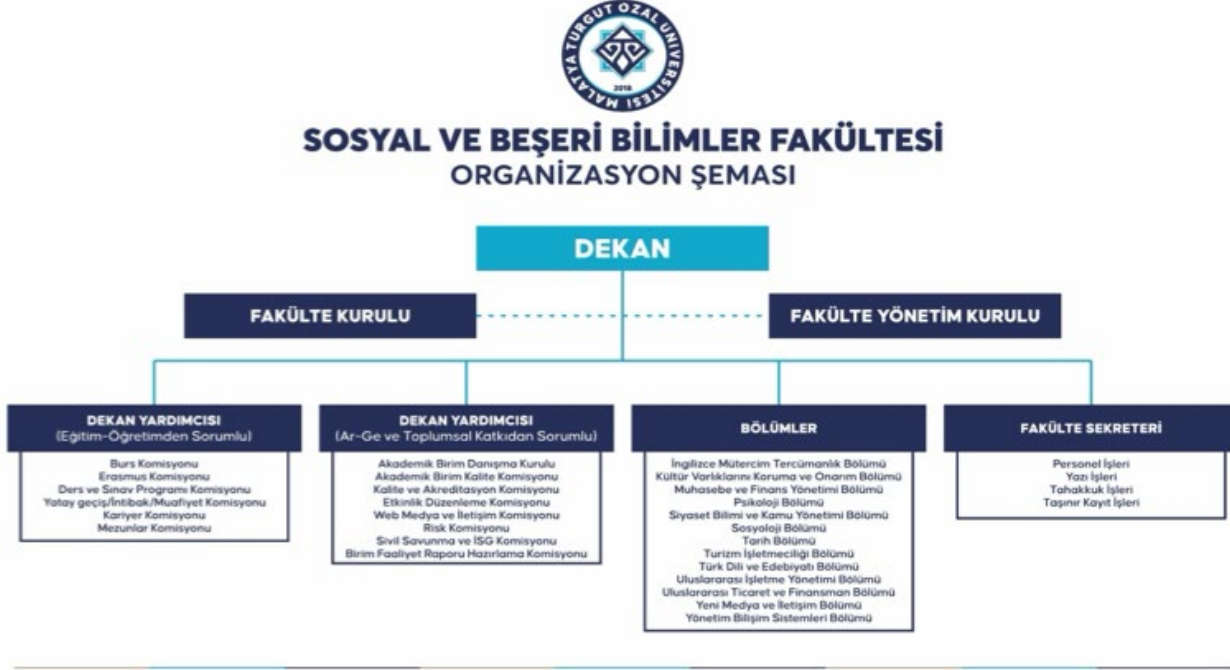 MALATYA TURGUT ÖZAL ÜNİVERSİTESİ
2018
SOSYAL VE BEŞERİ BİLİMLER FAKÜLTESİ
ORGANİZASYON ŞEMASI
DEKAN
FAKÜLTE KURULU
FAKÜLTE YÖNETİM KURULU
DEKAN YARDIMCISI
(Eğitim-Öğretimden Sorumlu)
Burs Komisyonu
Erasmus Komisyonu
Ders ve Sınav Programı Komisyonu
Yatay geçiş/İntibak/Muafiyet Komisyonu
Kariyer Komisyonu
Mezunlar Komisyonu
DEKAN YARDIMCISI
(Ar-Ge ve Toplumsal Katkıdan Sorumlu)
Akademik Birim Danışma Kurulu
Akademik Birim Kalite Komisyonu
Kalite ve Akreditasyon Komisyonu
Etkinlik Düzenleme Komisyonu
Web Medya ve İletişim Komisyonu
Risk Komisyonu
Sivil Savunma ve İSG Komisyonu
Birim Faaliyet Raporu Hazırlama Komisyonu
BÖLÜMLER
İngilizce Mütercim Tercümanlık Bölümü
Kültür Varlıklarını Koruma ve Onarım Bölümü
Muhasebe ve Finans Yönetimi Bölümü
Psikoloji Bölümü
Siyaset Bilimi ve Kamu Yönetimi Bölümü
Sosyoloji Bölümü
Tarih Bölümü
Turizm İşletmeciliği Bölümü
Türk Dili ve Edebiyatı Bölümü
Uluslararası İşletme Yönetimi Bölümü
Uluslararası Ticaret ve Finansman Bölümü
Yeni Medya ve İletişim Bölümü
Yönetim Bilişim Sistemleri Bölümü
FAKÜLTE SEKRETERİ
Personel İşleri
Yazı İşleri
Tahakkuk İşleri
Taşınır Kayıt İşleri